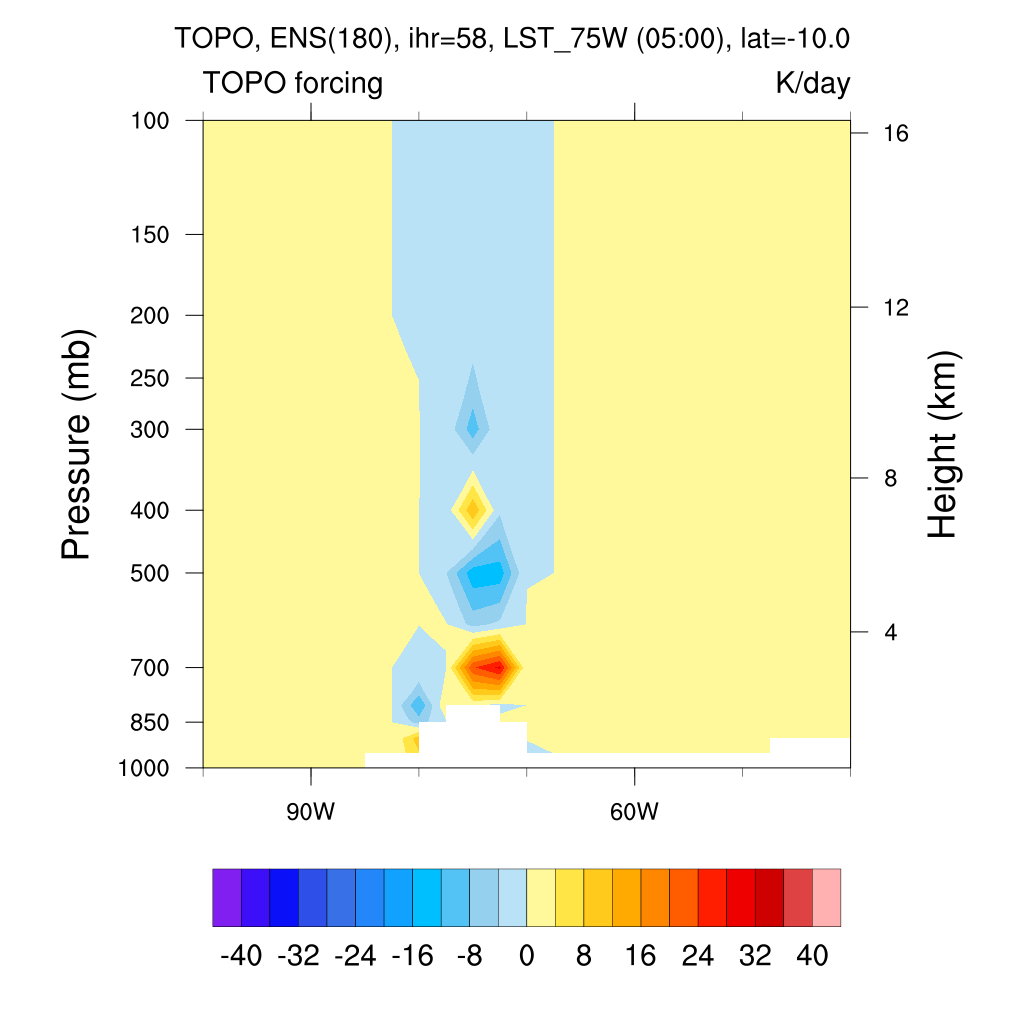 TOPO, ENS(180), ihr=58, LST_75W (05:00), lat=-10.0
TOPO forcing K/day
100
150
200
250
300
400
500
700
850
1000
Pressure (mb)
16
12
8
4
Height (km)
90W 60W
-40 -32 -24 -16 -8 0 8 16 24 32 40